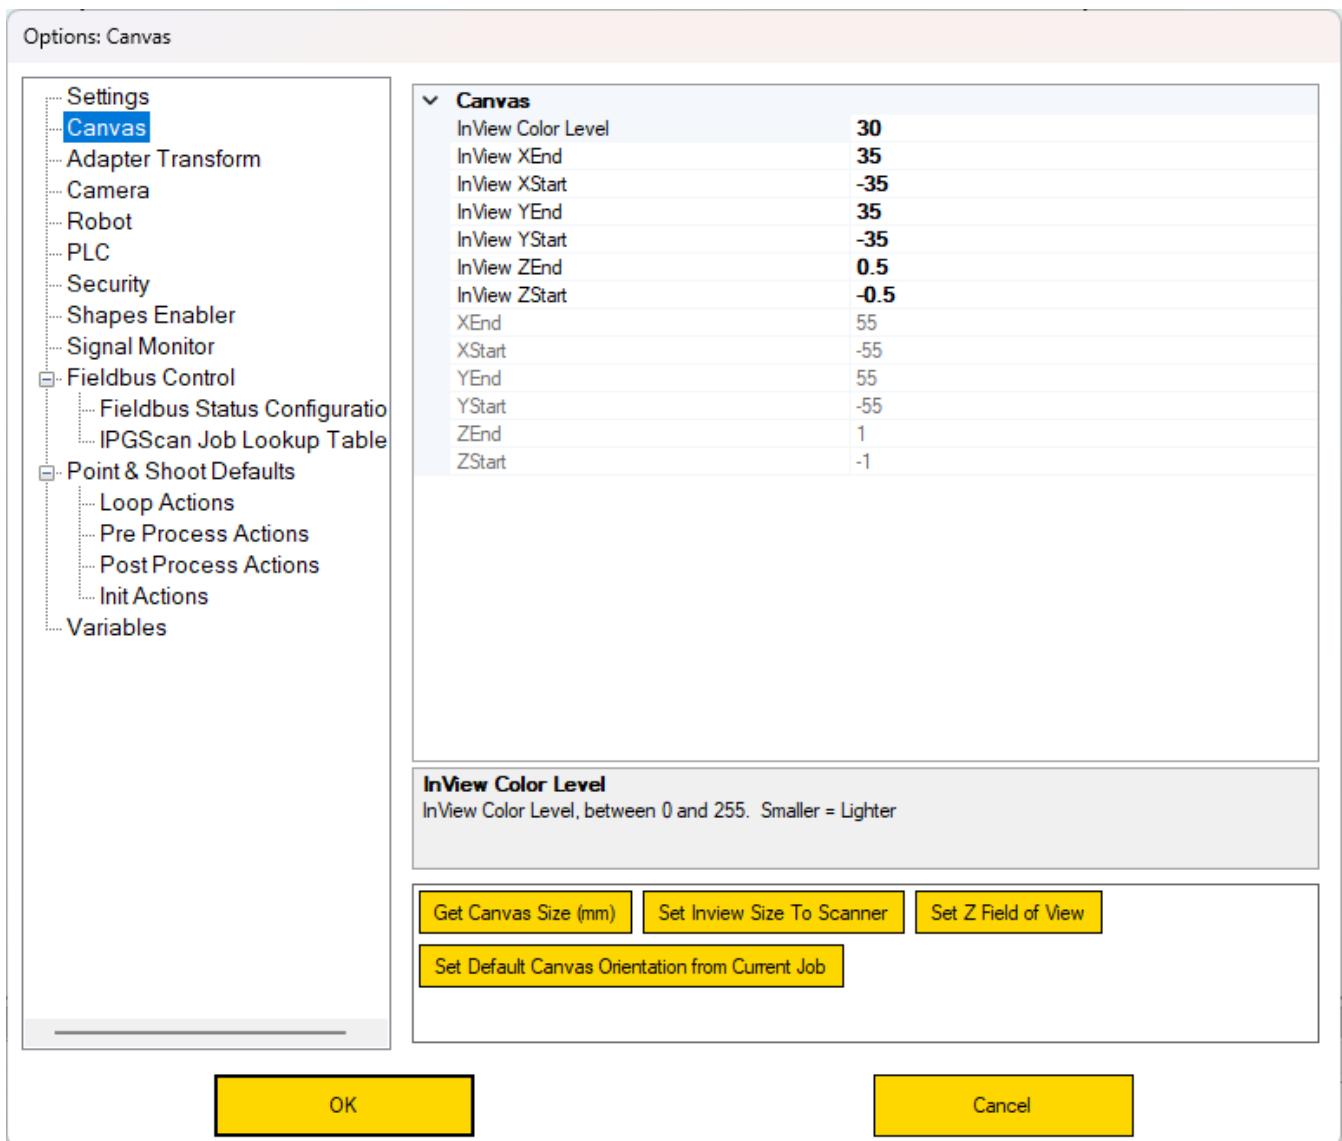 Options: Canvas
Settings
Canvas
Adapter Transform
Camera
Robot
PLC
Security
Shapes Enabler
Signal Monitor
Fieldbus Control
Fieldbus Status Configuratio
IPGScan Job Lookup Table
Point & Shoot Defaults
Loop Actions
Pre Process Actions
Post Process Actions
Init Actions
Variables
Canvas
InView Color Level 30
InView XEnd 35
InView XStart -35
InView YEnd 35
InView YStart -35
InView ZEnd 0.5
InView ZStart -0.5
XEnd 55
XStart -55
YEnd 55
YStart -55
ZEnd 1
ZStart -1
InView Color Level
InView Color Level, between 0 and 255. Smaller = Lighter
Get Canvas Size (mm) Set Inview Size To Scanner Set Z Field of View
Set Default Canvas Orientation from Current Job
OK Cancel